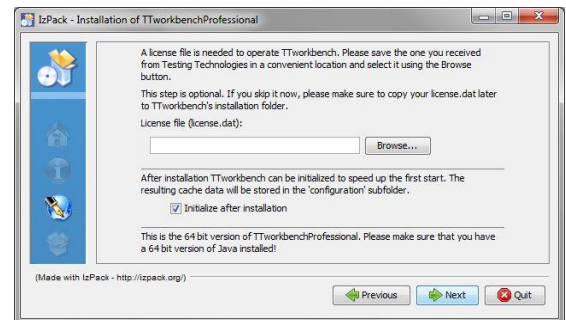 IzPack - Installation of TTworkbenchProfessional
A license file is needed to operate TTworkbench. Please save the one you received
from Testing Technologies in a convenient location and select it using the Browse
button.
This step is optional. If you skip it now, please make sure to copy your license.dat later
to TTworkbench's installation folder.
License file (license.dat):
Browse...
After installation TTworkbench can be initialized to speed up the first start. The
resulting cache data will be stored in the 'configuration' subfolder.
Initialize after installation
This is the 64 bit version of TTworkbenchProfessional. Please make sure that you have
a 64 bit version of Java installed!
(Made with IzPack - http://izpack.org/)
Previous Next Quit